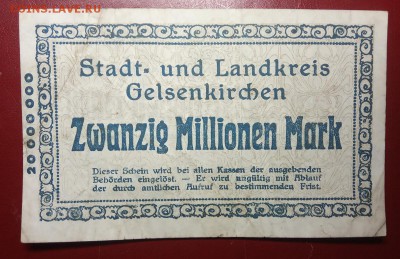 COINS.LAVE.RU
Stadt- und Landkreis
Gelsenkirchen
Zwanzig Millionen Mark
Dieser Schein wird bei allen Kassen der ausgebenden
Behörden eingelöst. — Er wird ungültig mit Ablauf
der durch amtlichen Aufruf zu bestimmenden Frist.
20000000